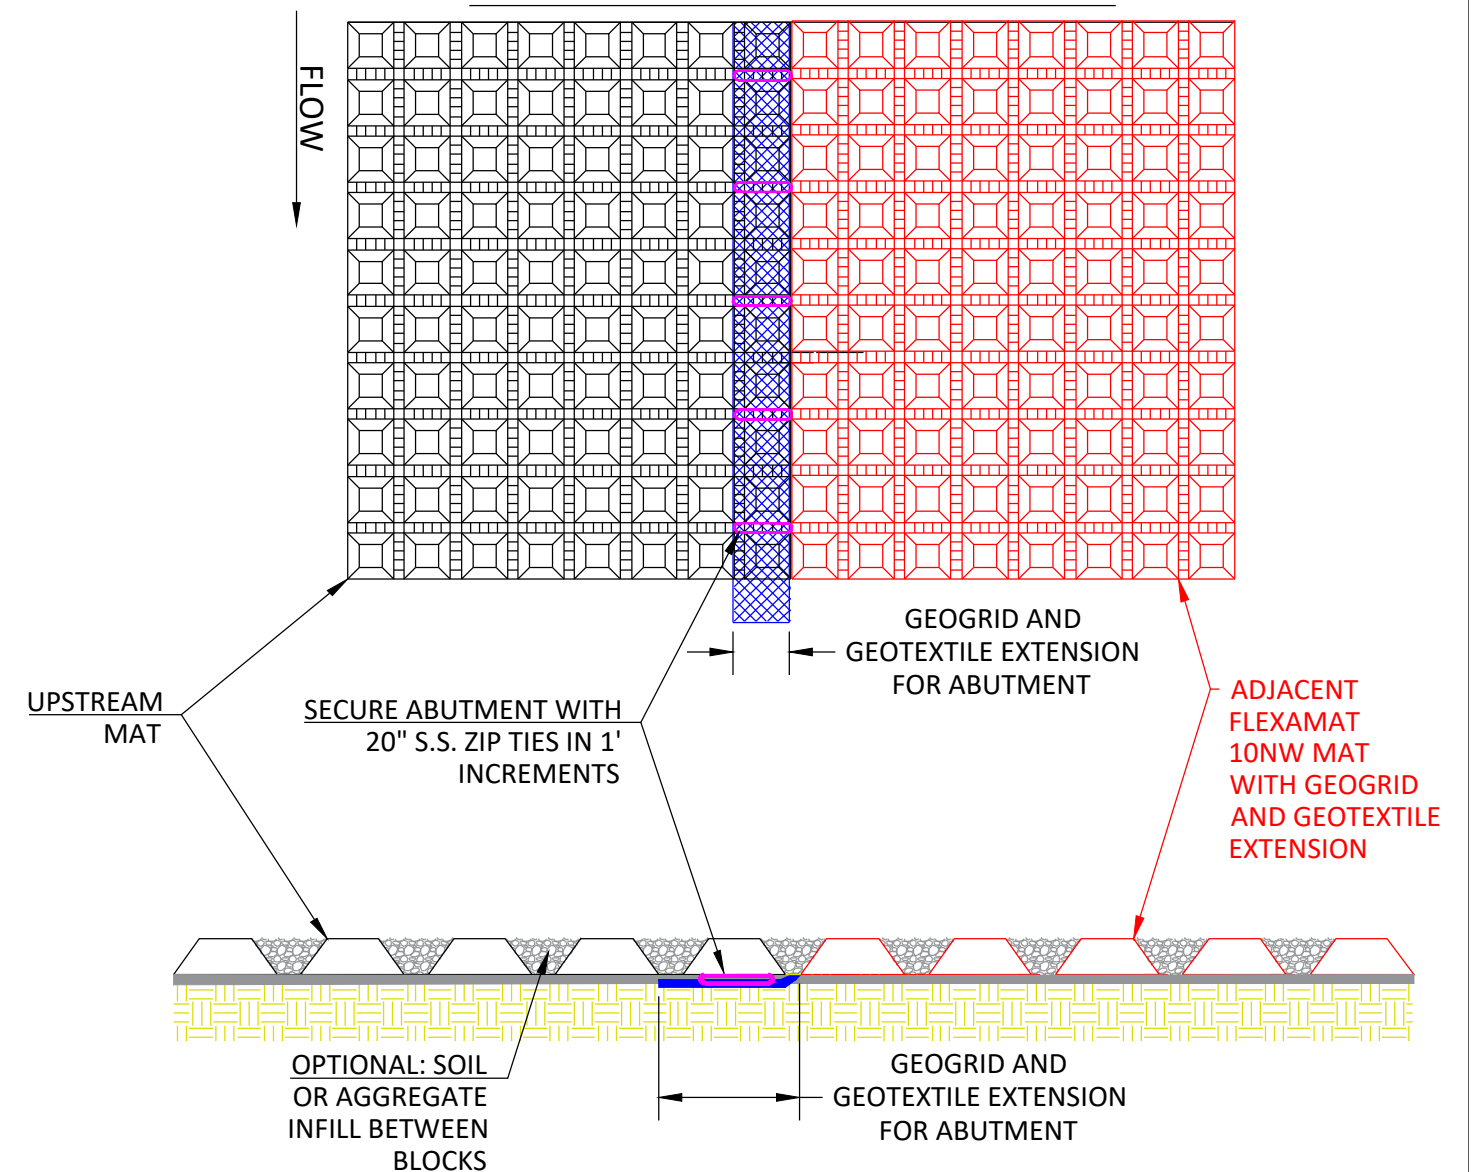 FLOW
GEOGRID AND
GEOTEXTILE EXTENSION
FOR ABUTMENT
UPSTREAM
MAT
SECURE ABUTMENT WITH
20" S.S. ZIP TIES IN 1'
INCREMENTS
ADJACENT
FLEXAMAT
10NW MAT
WITH GEOGRID
AND GEOTEXTILE
EXTENSION
OPTIONAL: SOIL
OR AGGREGATE
INFILL BETWEEN
BLOCKS
GEOGRID AND
GEOTEXTILE EXTENSION
FOR ABUTMENT